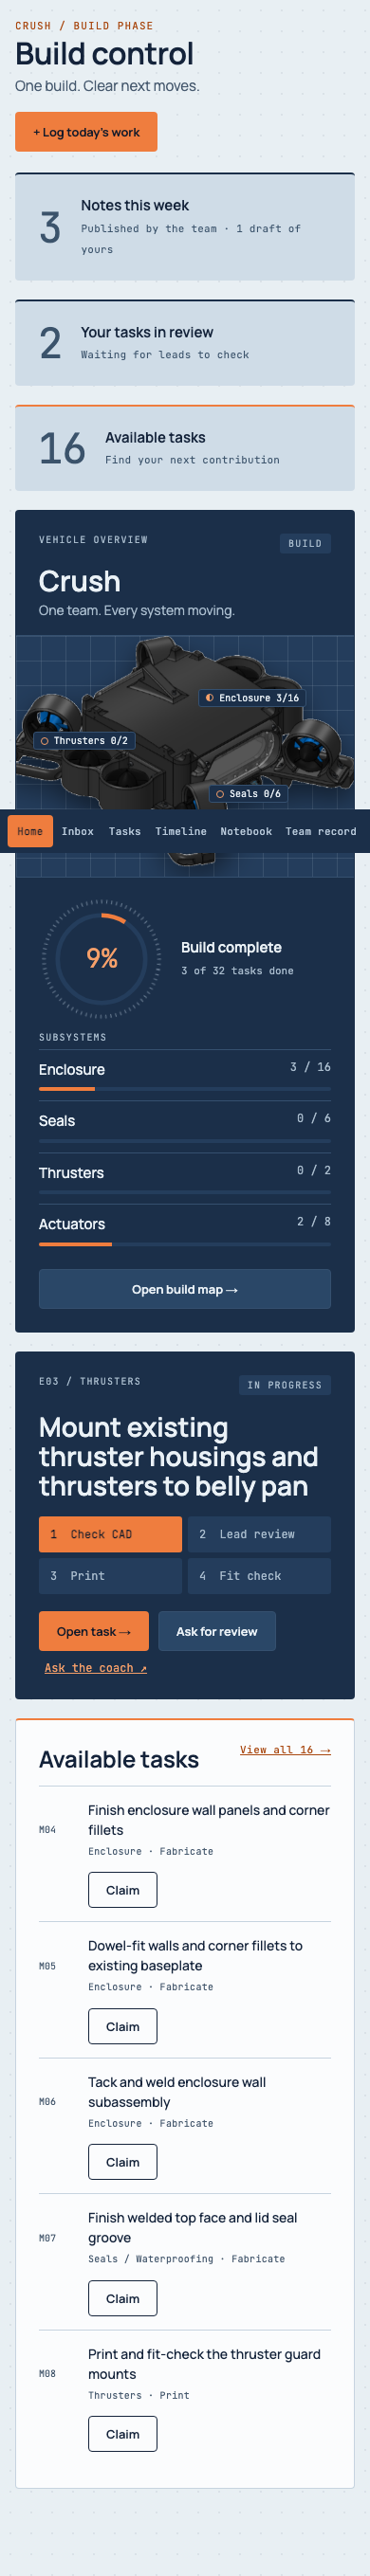 CRUSH / BUILD PHASE
Build control
One build. Clear next moves.
+ Log today's work
3
Notes this week
Published by the team · 1 draft of
yours
2
Your tasks in review
Waiting for leads to check
16
Available tasks
Find your next contribution
VEHICLE OVERVIEW
BUILD
Crush
One team. Every system moving.
Enclosure 3/16
Thrusters 0/2
Seals 0/6
Home Inbox Tasks Timeline Notebook Team record
9%
Build complete
3 of 32 tasks done
SUBSYSTEMS
Enclosure 3 / 16
Seals 0 / 6
Thrusters 0 / 2
Actuators 2 / 8
Open build map →
E03 / THRUSTERS
IN PROGRESS
Mount existing
thruster housings and
thrusters to belly pan
1 Check CAD
2 Lead review
3 Print
4 Fit check
Open task →
Ask for review
Ask the coach ↗
Available tasks
View all 16 →
M04
Finish enclosure wall panels and corner
fillets
Enclosure · Fabricate
Claim
M05
Dowel-fit walls and corner fillets to
existing baseplate
Enclosure · Fabricate
Claim
M06
Tack and weld enclosure wall
subassembly
Enclosure · Fabricate
Claim
M07
Finish welded top face and lid seal
groove
Seals / Waterproofing · Fabricate
Claim
M08
Print and fit-check the thruster guard
mounts
Thrusters · Print
Claim